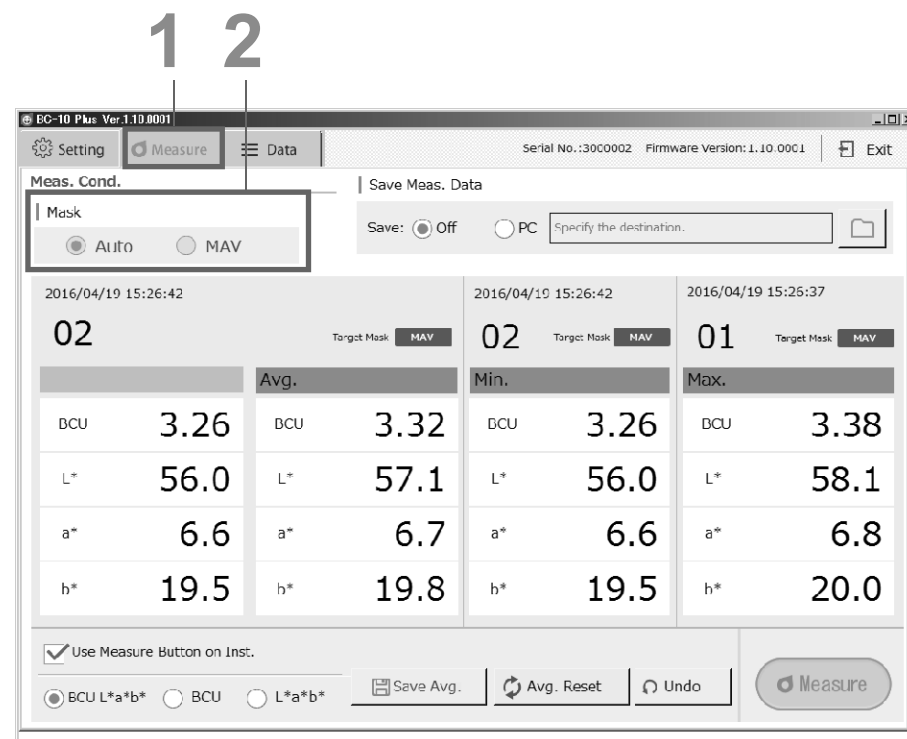 1 2
BC-10 Plus Ver.1.10.0001
Setting Measure Data Serial No.:3000002 Firmware Version:1.10.0001 Exit
Meas. Cond. Save Meas. Data
Mask
Save: Off PC Specify the destination.
Auto MAV
2016/04/19 15:26:42 2016/04/19 15:26:42 2016/04/19 15:26:37
02 Target Mask MAV 02 Target Mask MAV 01 Target Mask MAV
Avg. Min. Max.
BCU 3.26 BCU 3.32 BCU 3.26 BCU 3.38
L* 56.0 L* 57.1 L* 56.0 L* 58.1
a* 6.6 a* 6.7 a* 6.6 a* 6.8
b* 19.5 b* 19.8 b* 19.5 b* 20.0
Use Measure Button on Inst.
BCU L*a*b* BCU L*a*b* Save Avg. Avg. Reset Undo Measure